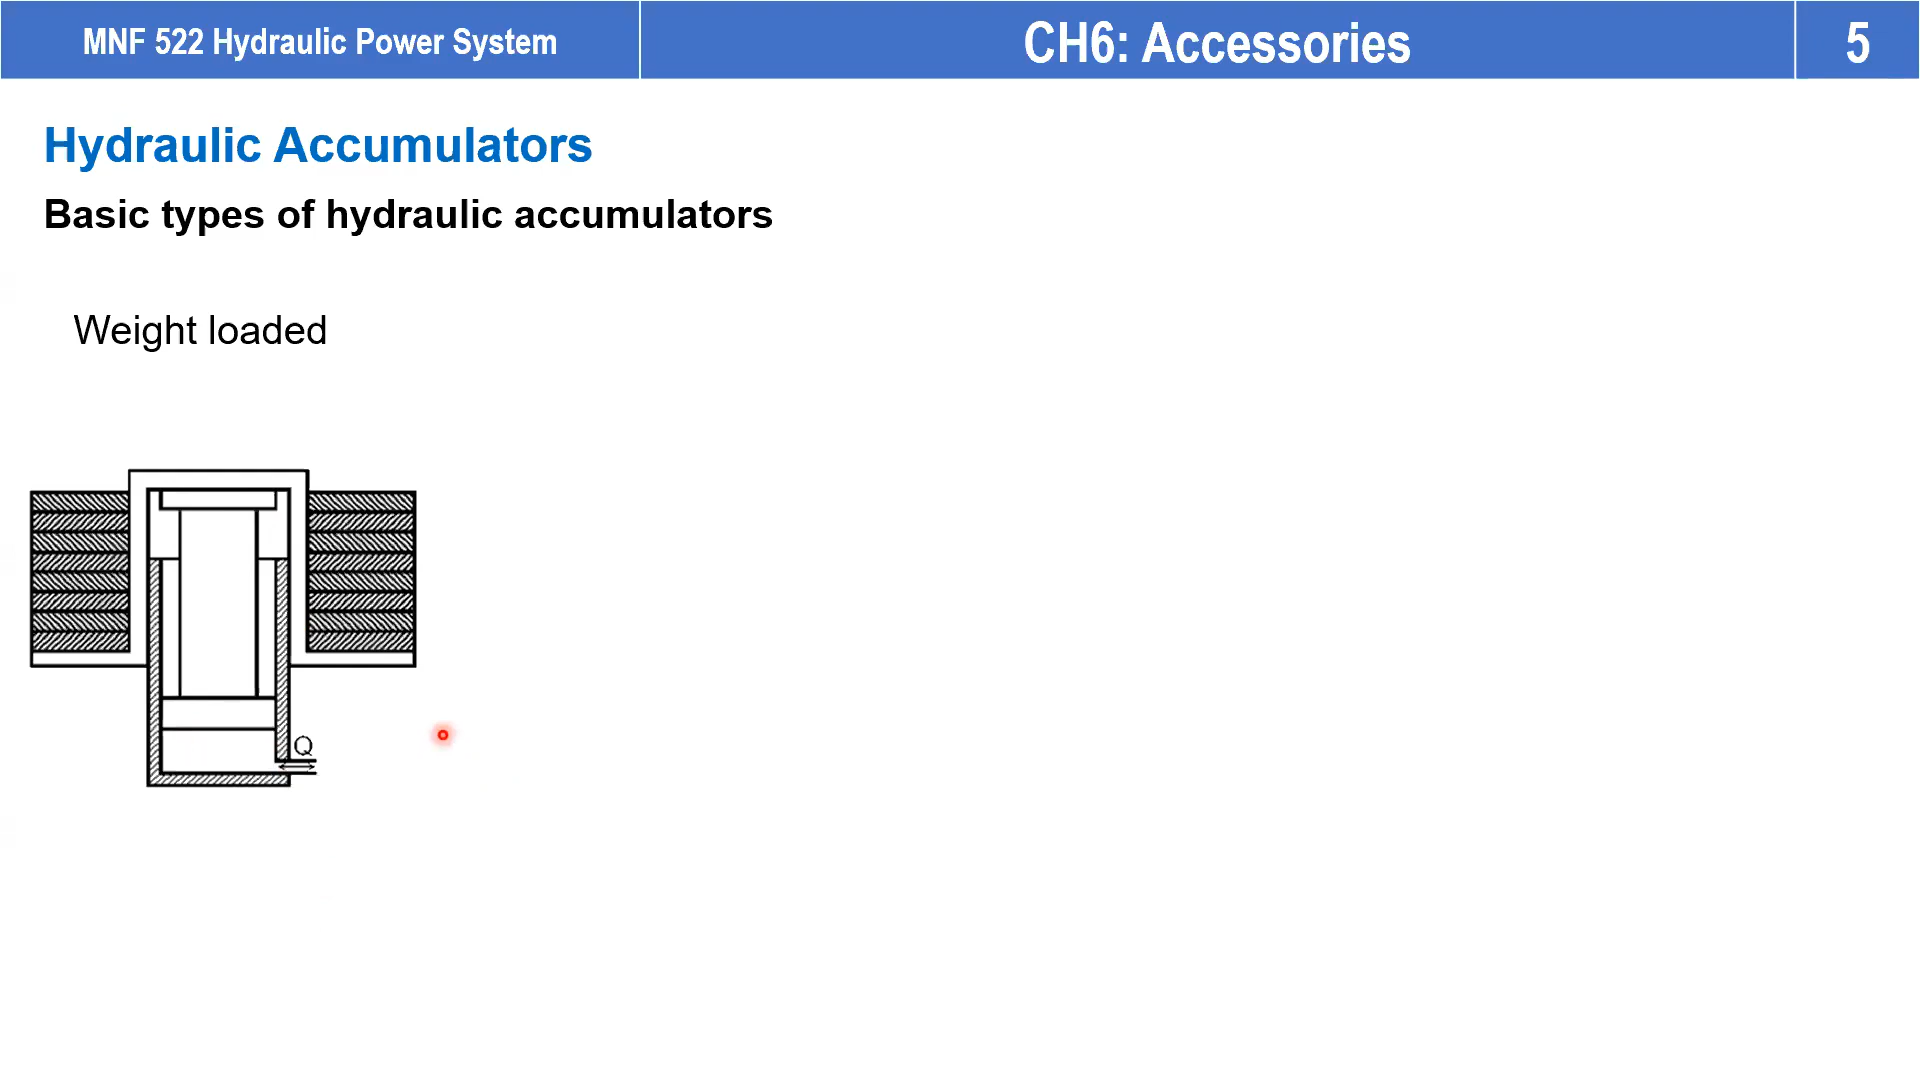 MNF 522 Hydraulic Power System
CH6: Accessories
5
Hydraulic Accumulators
Basic types of hydraulic accumulators
Weight loaded
Q